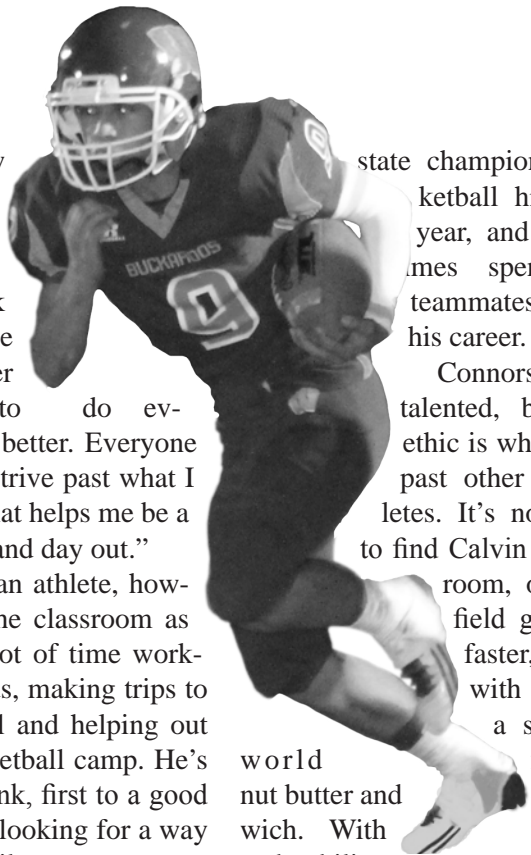 to do ev-
better. Everyone
trive past what I
at helps me be a
and day out.”
an athlete, how-
ne classroom as
ot of time work-
s, making trips to
l and helping out
etball camp. He’s
nk, first to a good
looking for a way
BUCKAROOS
9
9
state champion
ketball h
year, and
imes spen
teammates
his career.
Connors
talented, b
ethic is wh
past other
letes. It’s no
to find Calvin
room, o
field g
faster,
with
a s
world
nut butter and
wich. With